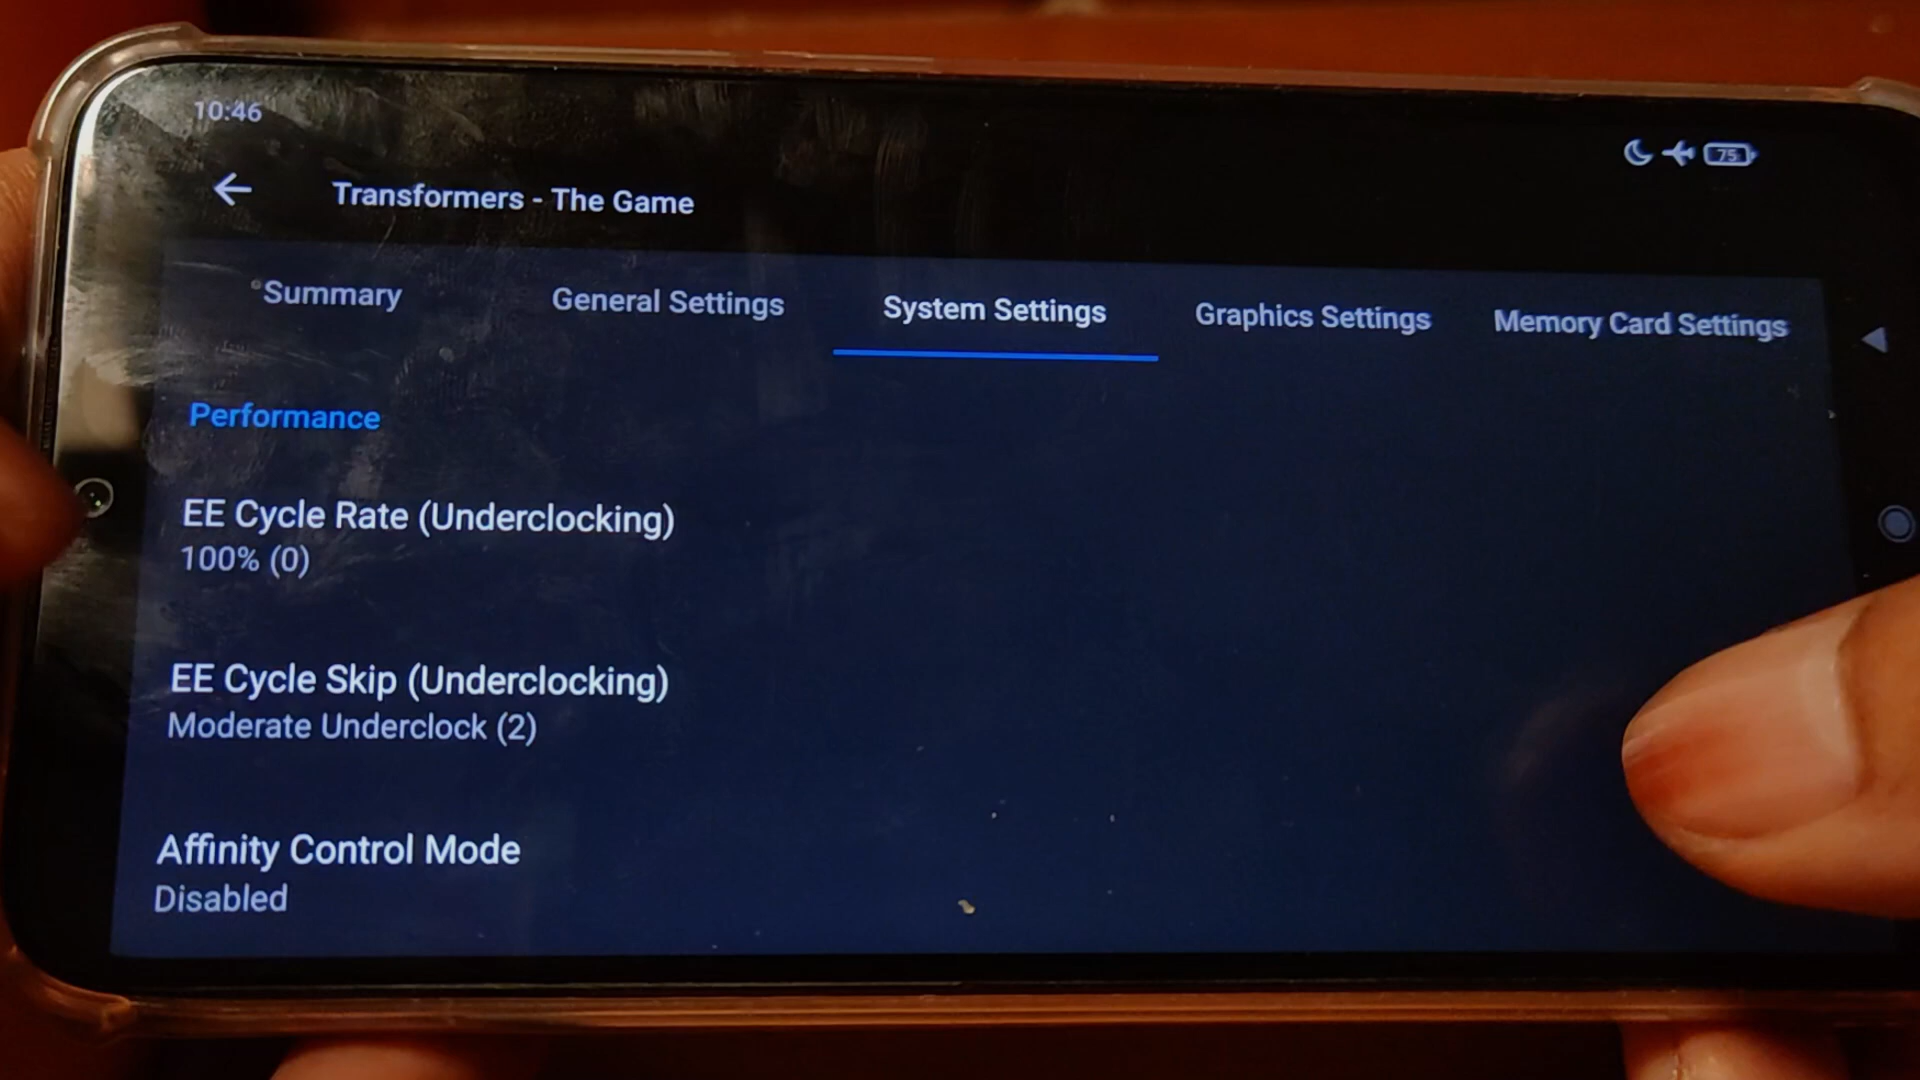 10:46
75
Transformers - The Game
Summary
General Settings
System Settings
Graphics Settings
Memory Card Settings
Performance
EE Cycle Rate (Underclocking)
100% (0)
EE Cycle Skip (Underclocking)
Moderate Underclock (2)
Affinity Control Mode
Disabled